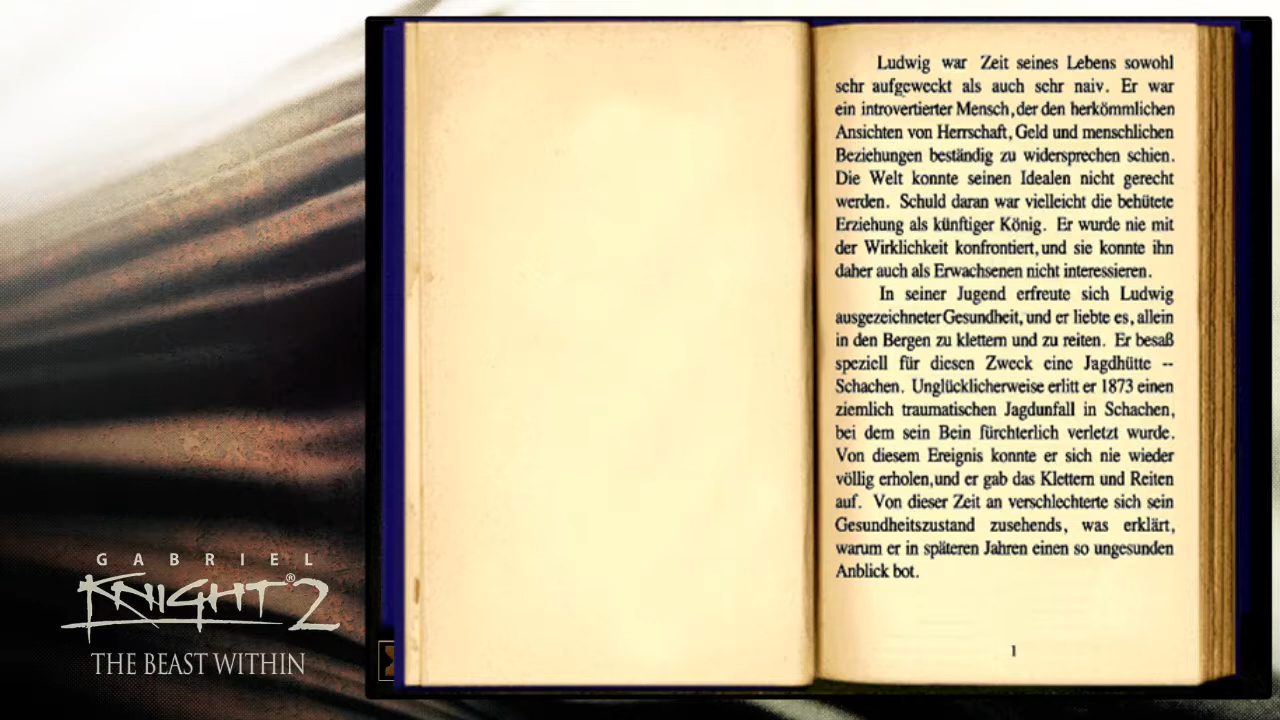 Ludwig war Zeit seines Lebens sowohl
sehr aufgeweckt als auch sehr naiv. Er war
ein introvertierter Mensch, der den herkömmlichen
Ansichten von Herrschaft, Geld und menschlichen
Beziehungen beständig zu widersprechen schien.
Die Welt konnte seinen Idealen nicht gerecht
werden. Schuld daran war vielleicht die behütete
Erziehung als künftiger König. Er wurde nie mit
der Wirklichkeit konfrontiert, und sie konnte ihn
daher auch als Erwachsenen nicht interessieren.
In seiner Jugend erfreute sich Ludwig
ausgezeichneter Gesundheit, und er liebte es, allein
in den Bergen zu klettern und zu reiten. Er besaß
speziell für diesen Zweck eine Jagdhütte --
Schachen. Unglücklicherweise erlitt er 1873 einen
ziemlich traumatischen Jagdunfall in Schachen,
bei dem sein Bein fürchterlich verletzt wurde.
Von diesem Ereignis konnte er sich nie wieder
völlig erholen, und er gab das Klettern und Reiten
auf. Von dieser Zeit an verschlechterte sich sein
Gesundheitszustand zusehends, was erklärt,
warum er in späteren Jahren einen so ungesunden
Anblick bot.
1
GABRIEL
KNIGHT® 2
THE BEAST WITHIN